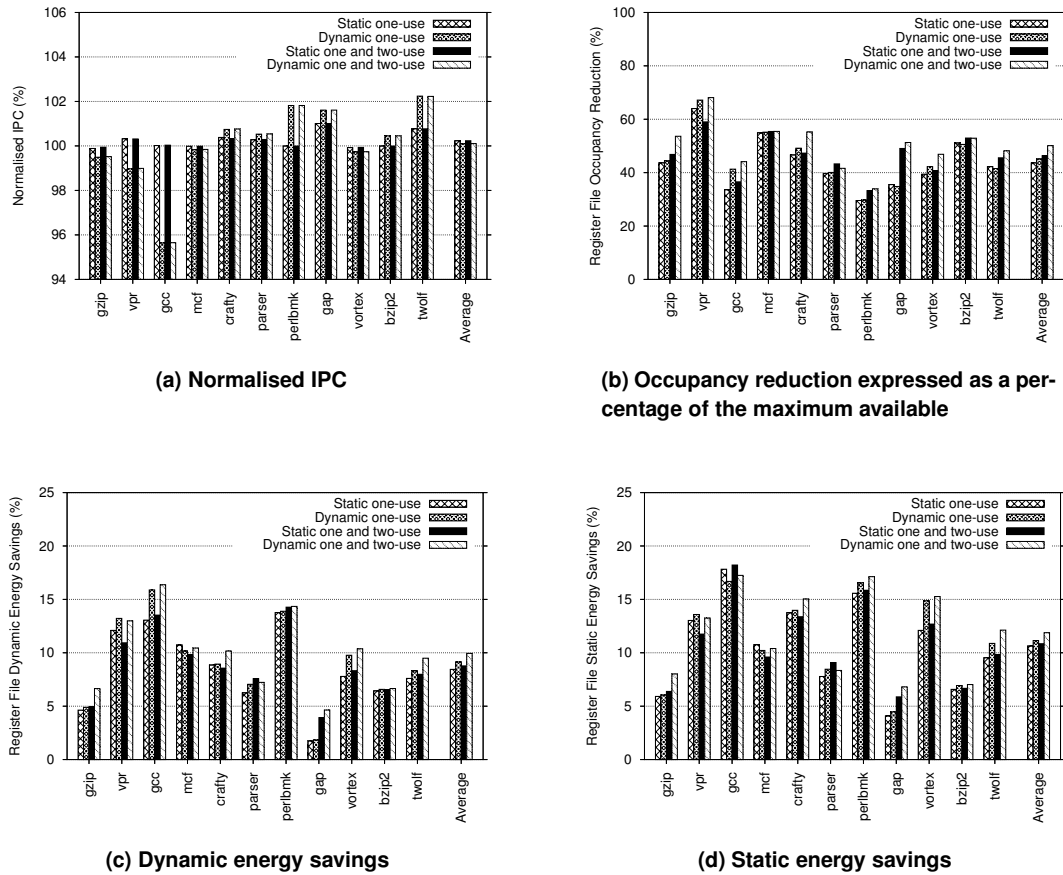 106
104
102
100
98
96
94
Normalised IPC (%)
Static one-use
Dynamic one-use
Static one and two-use
Dynamic one and two-use
gzip
vpr
gcc
mcf
crafty
parser
perlbmk
gap
vortex
bzip2
twolf
Average
(a) Normalised IPC
100
80
60
40
20
0
Register File Occupancy Reduction (%)
Static one-use
Dynamic one-use
Static one and two-use
Dynamic one and two-use
gzip
vpr
gcc
mcf
crafty
parser
perlbmk
gap
vortex
bzip2
twolf
Average
(b) Occupancy reduction expressed as a per-
centage of the maximum available
25
20
15
10
5
0
Register File Dynamic Energy Savings (%)
Static one-use
Dynamic one-use
Static one and two-use
Dynamic one and two-use
gzip
vpr
gcc
mcf
crafty
parser
perlbmk
gap
vortex
bzip2
twolf
Average
(c) Dynamic energy savings
25
20
15
10
5
0
Register File Static Energy Savings (%)
Static one-use
Dynamic one-use
Static one and two-use
Dynamic one and two-use
gzip
vpr
gcc
mcf
crafty
parser
perlbmk
gap
vortex
bzip2
twolf
Average
(d) Static energy savings